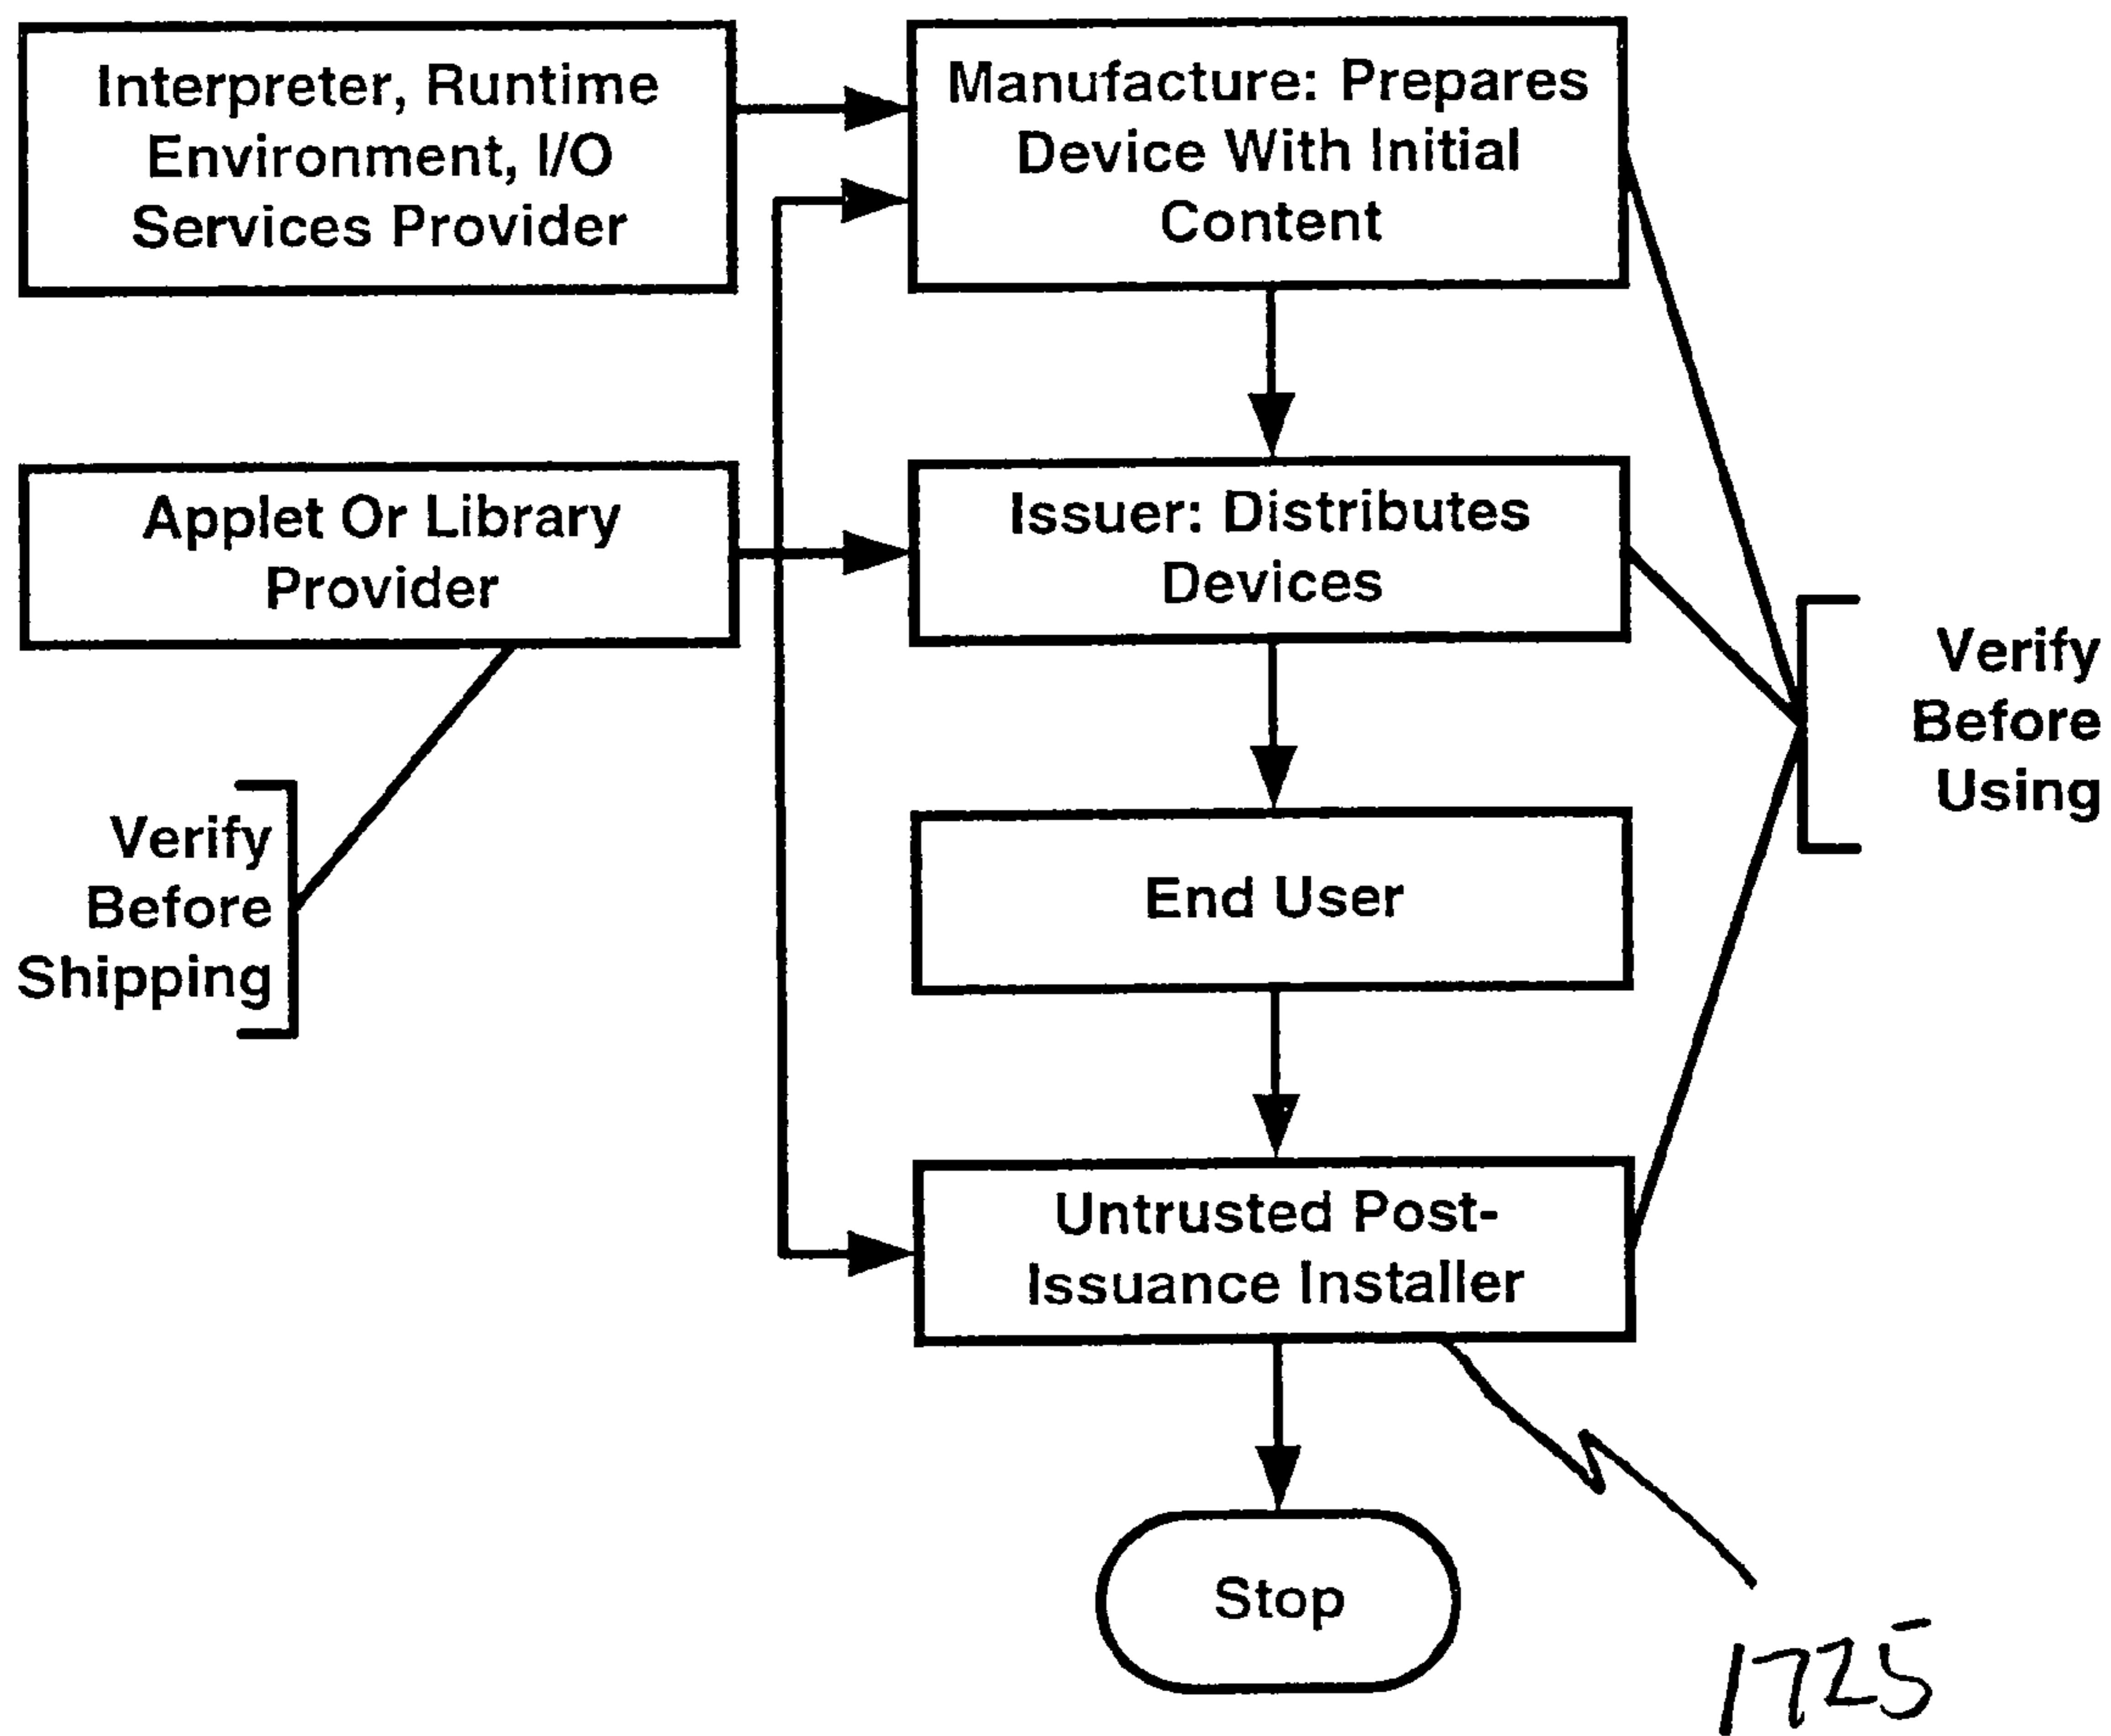 Interpreter, Runtime
Environment, I/O
Services Provider
Manufacture: Prepares
Device With Initial
Content
Applet Or Library
Provider
Issuer: Distributes
Devices
Verify
Before
Using
Verify
Before
Shipping
End User
Untrusted Post-
Issuance Installer
Stop
1725